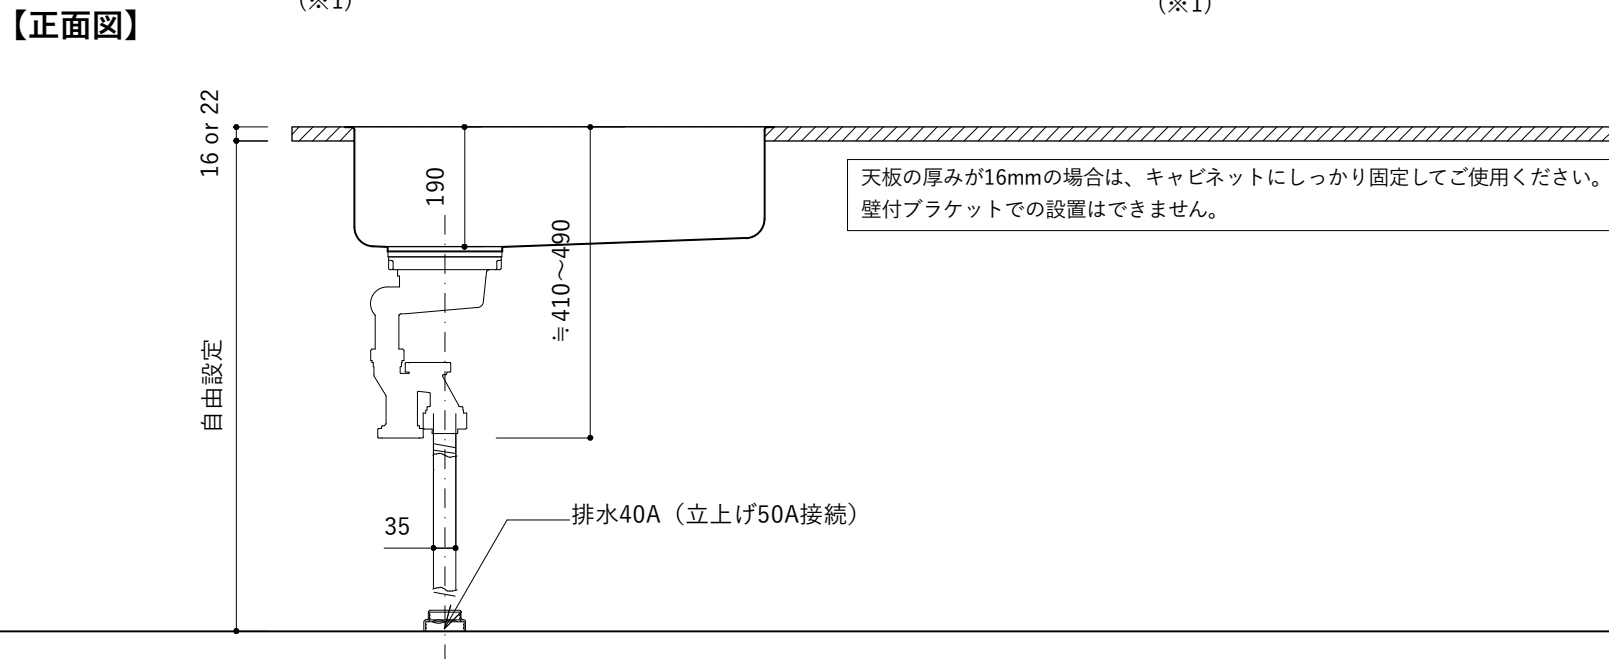 (※1)
(※1)
【正面図】
16 or 22
190
天板の厚みが16mmの場合は、キャビネットにしっかり固定してご使用ください。
壁付ブラケットでの設置はできません。
≒410～490
自由設定
排水40A（立上げ50A接続）
35